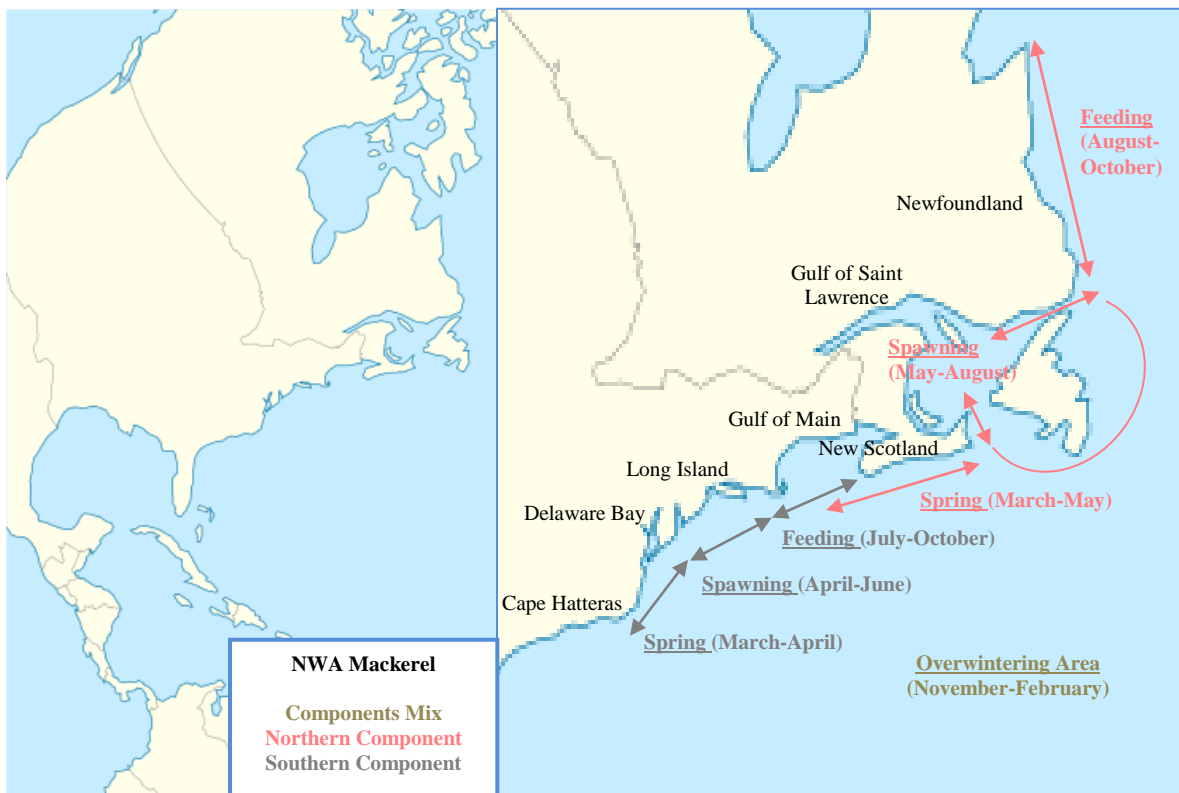 Feeding
(August-
October)
Newfoundland
Gulf of Saint
Lawrence
Spawning
(May-August)
Gulf of Main
New Scotland
Long Island
Spring (March-May)
Delaware Bay
Feeding (July-October)
Spawning (April-June)
Cape Hatteras
Spring (March-April)
Overwintering Area
(November-February)
NWA Mackerel
Components Mix
Northern Component
Southern Component